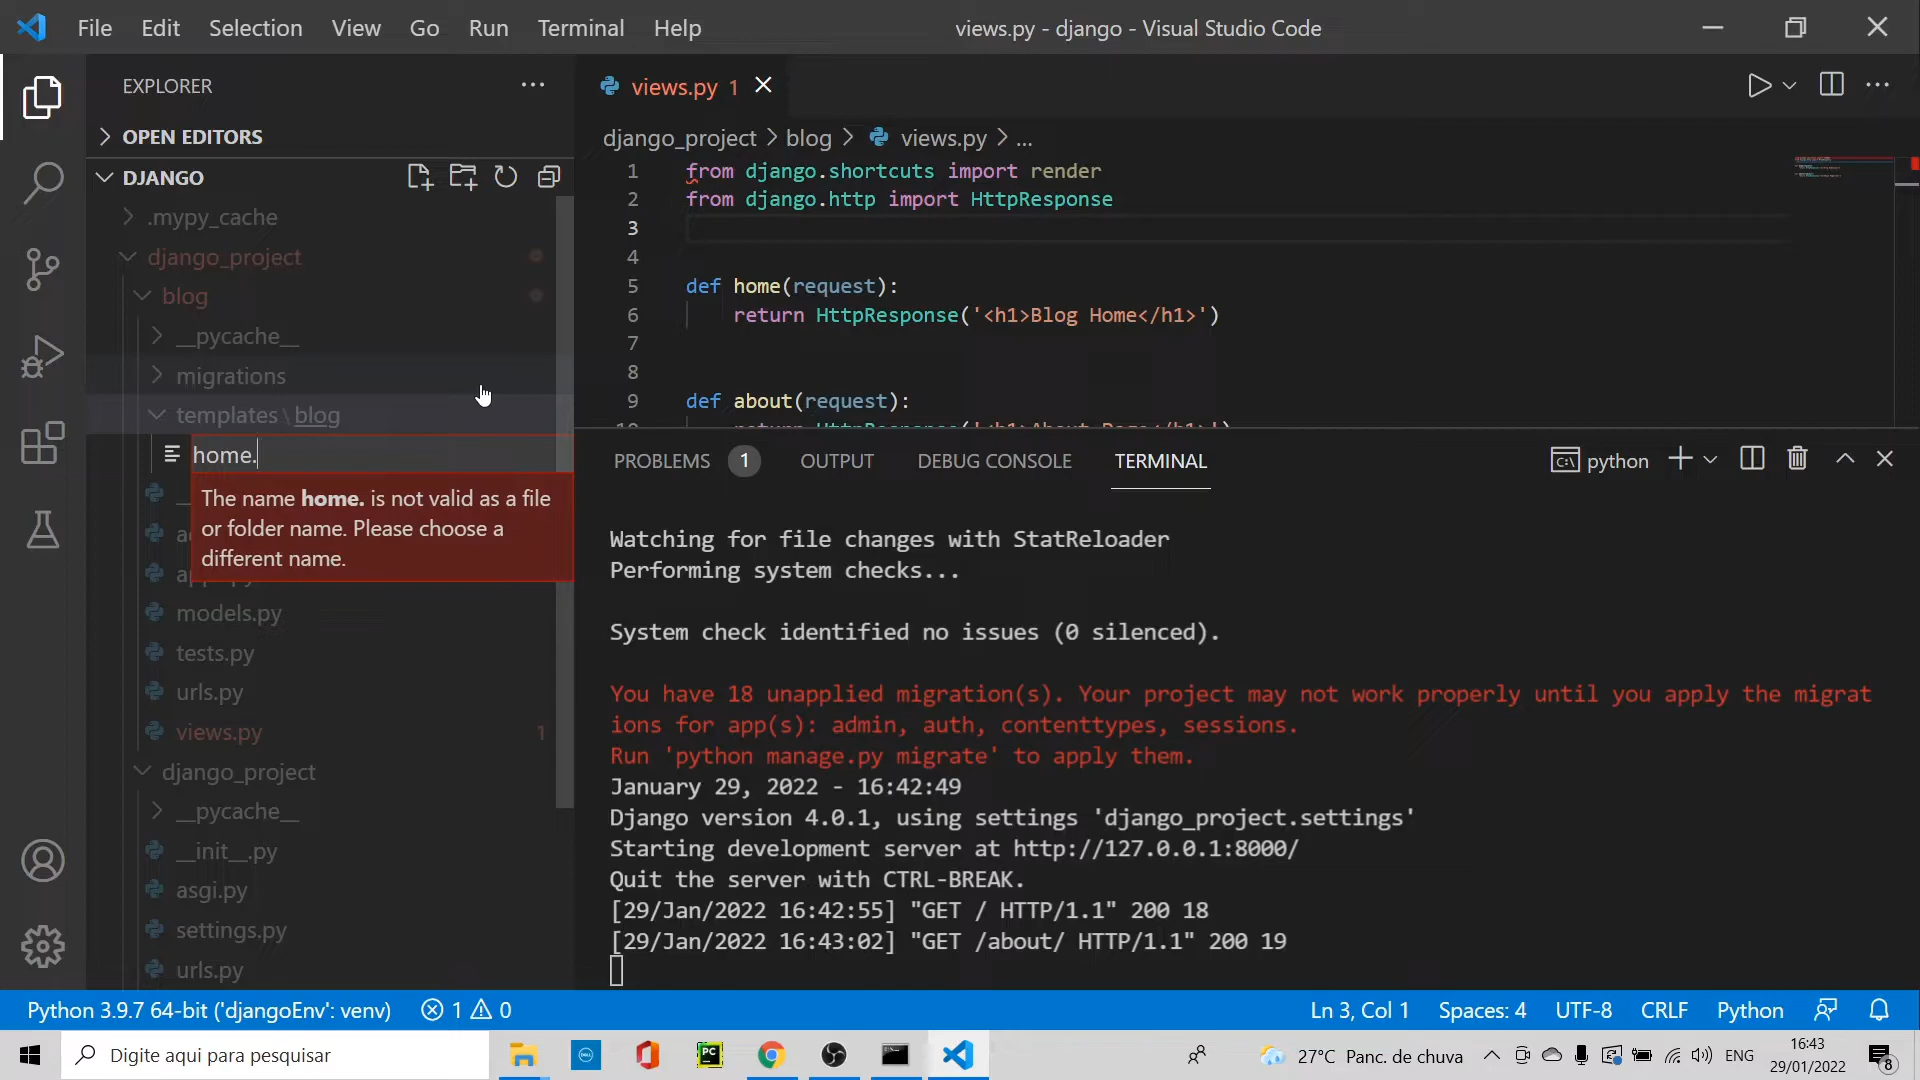 File Edit Selection View Go Run Terminal Help
views.py - django - Visual Studio Code
EXPLORER
OPEN EDITORS
DJANGO
.mypy_cache
django_project
blog
__pycache__
migrations
templates \ blog
home.
The name home. is not valid as a file
or folder name. Please choose a
different name.
models.py
tests.py
urls.py
views.py 1
django_project
__pycache__
__init__.py
asgi.py
settings.py
urls.py
views.py 1
django_project > blog > views.py > ...
1 from django.shortcuts import render
2 from django.http import HttpResponse
3
4
5 def home(request):
6 return HttpResponse('<h1>Blog Home</h1>')
7
8
9 def about(request):
10 return HttpResponse('<h1>About Page</h1>')
PROBLEMS 1 OUTPUT DEBUG CONSOLE TERMINAL
python
Watching for file changes with StatReloader
Performing system checks...
System check identified no issues (0 silenced).
You have 18 unapplied migration(s). Your project may not work properly until you apply the migrat
ions for app(s): admin, auth, contenttypes, sessions.
Run 'python manage.py migrate' to apply them.
January 29, 2022 - 16:42:49
Django version 4.0.1, using settings 'django_project.settings'
Starting development server at http://127.0.0.1:8000/
Quit the server with CTRL-BREAK.
[29/Jan/2022 16:42:55] "GET / HTTP/1.1" 200 18
[29/Jan/2022 16:43:02] "GET /about/ HTTP/1.1" 200 19
Python 3.9.7 64-bit ('djangoEnv': venv) 1 0
Ln 3, Col 1 Spaces: 4 UTF-8 CRLF Python
Digite aqui para pesquisar
DELL
PC
27°C Panc. de chuva
ENG
16:43
29/01/2022
8